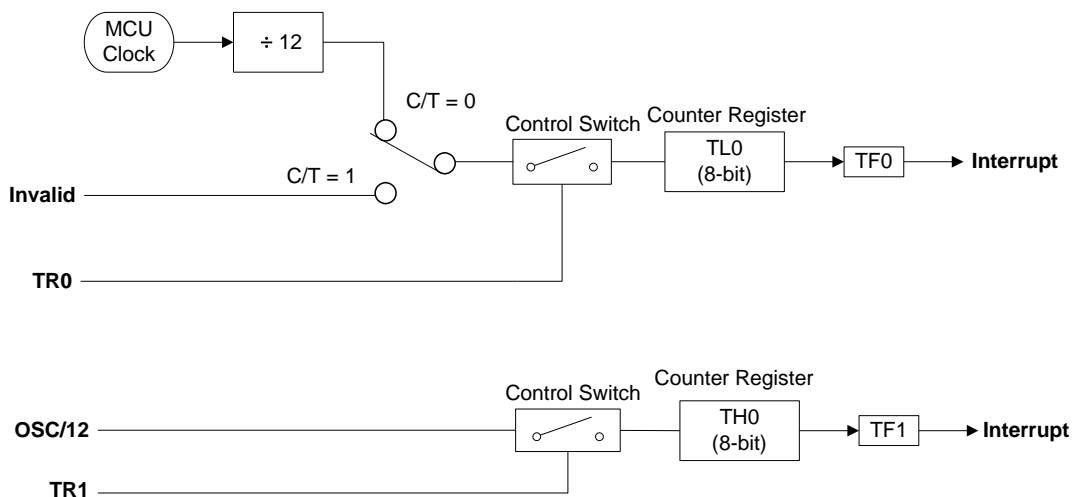 MCU
Clock
÷ 12
C/T = 0
Control Switch
Counter Register
TL0
(8-bit)
TF0
Interrupt
C/T = 1
Invalid
TR0
Control Switch
Counter Register
OSC/12
TH0
(8-bit)
TF1
Interrupt
TR1